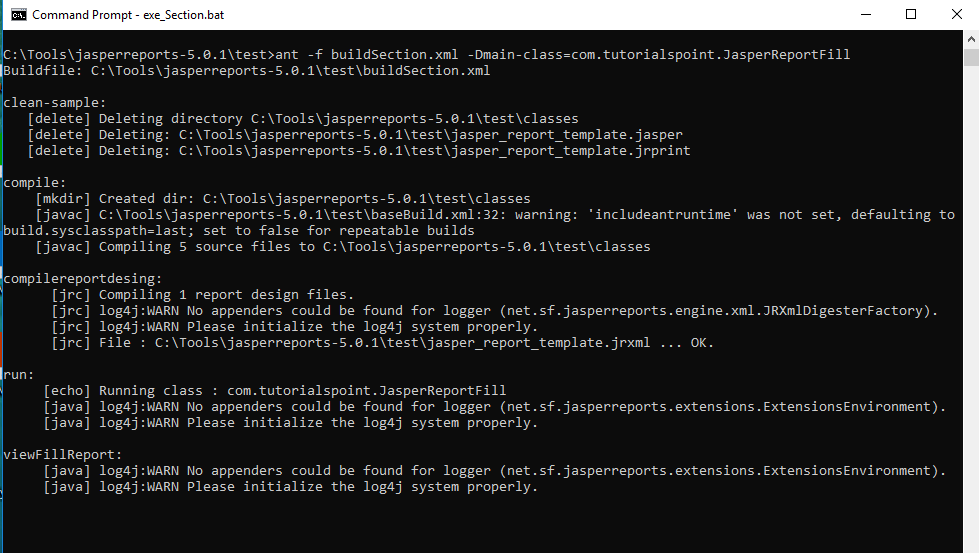 Command Prompt - exe_Section.bat
C:\Tools\jasperreports-5.0.1\test>ant -f buildSection.xml -Dmain-class=com.tutorialspoint.JasperReportFill
Buildfile: C:\Tools\jasperreports-5.0.1\test\buildSection.xml
clean-sample:
[delete] Deleting directory C:\Tools\jasperreports-5.0.1\test\classes
[delete] Deleting: C:\Tools\jasperreports-5.0.1\test\jasper_report_template.jasper
[delete] Deleting: C:\Tools\jasperreports-5.0.1\test\jasper_report_template.jrprint
compile:
[mkdir] Created dir: C:\Tools\jasperreports-5.0.1\test\classes
[javac] C:\Tools\jasperreports-5.0.1\test\baseBuild.xml:32: warning: 'includeantruntime' was not set, defaulting to
build.sysclasspath=last; set to false for repeatable builds
[javac] Compiling 5 source files to C:\Tools\jasperreports-5.0.1\test\classes
compilereportdesing:
[jrc] Compiling 1 report design files.
[jrc] log4j:WARN No appenders could be found for logger (net.sf.jasperreports.engine.xml.JRXmlDigesterFactory).
[jrc] log4j:WARN Please initialize the log4j system properly.
[jrc] File : C:\Tools\jasperreports-5.0.1\test\jasper_report_template.jrxml ... OK.
run:
[echo] Running class : com.tutorialspoint.JasperReportFill
[java] log4j:WARN No appenders could be found for logger (net.sf.jasperreports.extensions.ExtensionsEnvironment).
[java] log4j:WARN Please initialize the log4j system properly.
viewFillReport:
[java] log4j:WARN No appenders could be found for logger (net.sf.jasperreports.extensions.ExtensionsEnvironment).
[java] log4j:WARN Please initialize the log4j system properly.